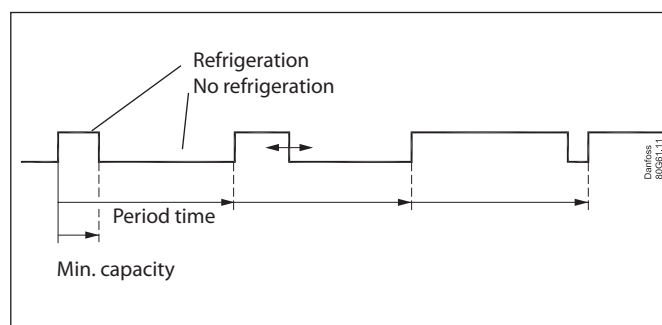 Refrigeration
No refrigeration
Period time
Min. capacity
Danfoss
80G61.11